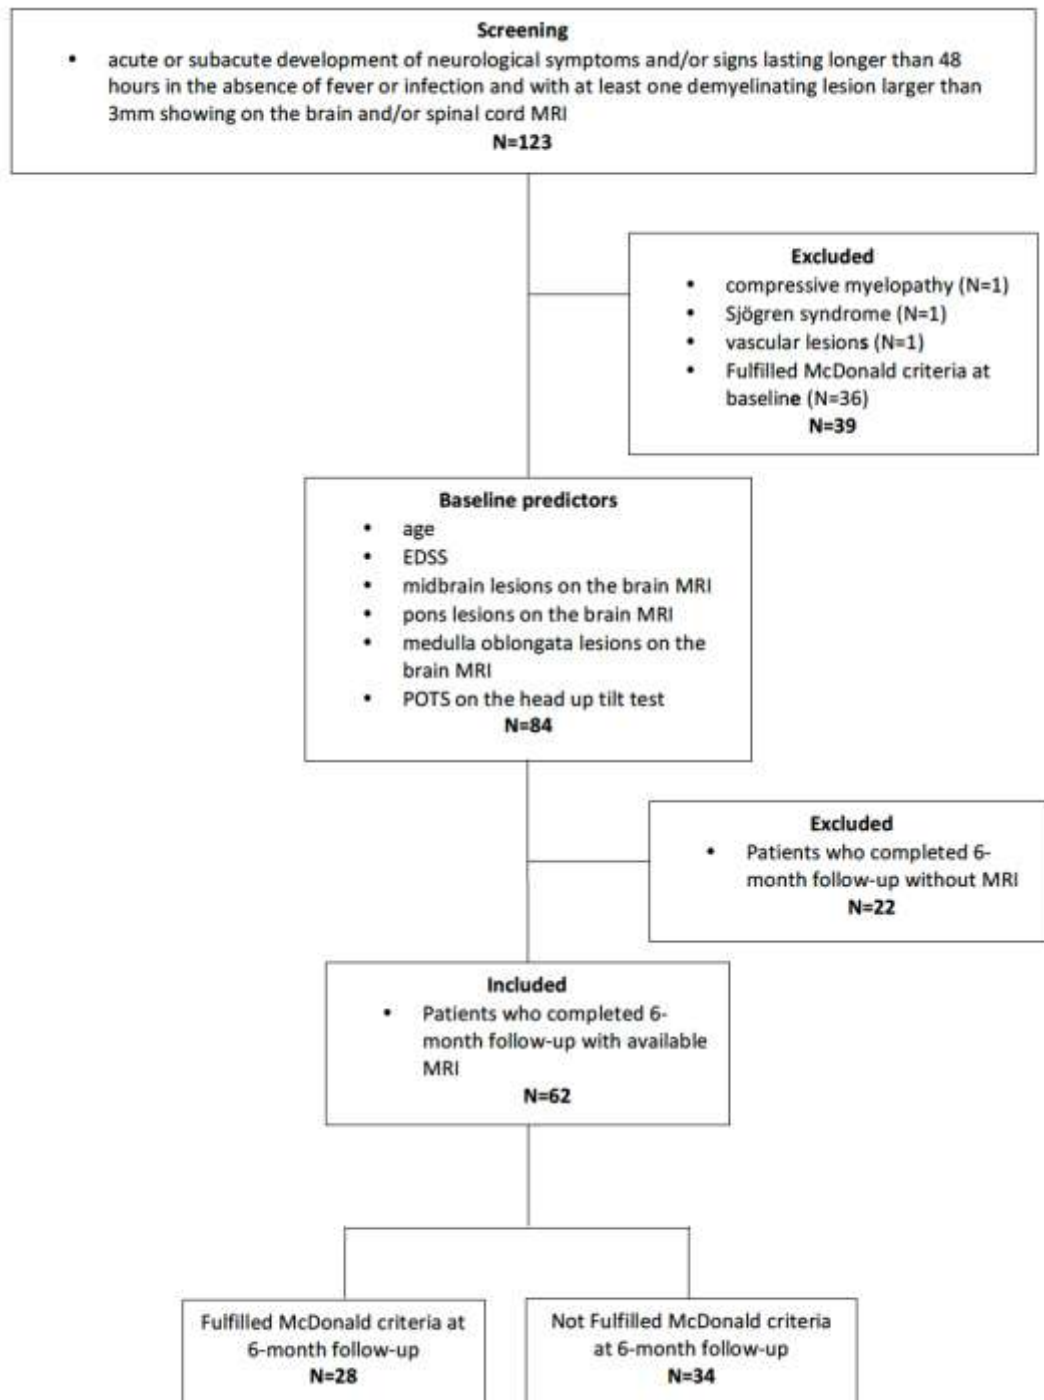 Screening
• acute or subacute development of neurological symptoms and/or signs lasting longer than 48
hours in the absence of fever or infection and with at least one demyelinating lesion larger than
3mm showing on the brain and/or spinal cord MRI
N=123
Excluded
• compressive myelopathy (N=1)
• Sjögren syndrome (N=1)
• vascular lesions (N=1)
• Fulfilled McDonald criteria at
baseline (N=36)
N=39
Baseline predictors
• age
• EDSS
• midbrain lesions on the brain MRI
• pons lesions on the brain MRI
• medulla oblongata lesions on the
brain MRI
• POTS on the head up tilt test
N=84
Excluded
• Patients who completed 6-
month follow-up without MRI
N=22
Included
• Patients who completed 6-
month follow-up with available
MRI
N=62
Fulfilled McDonald criteria at
6-month follow-up
N=28
Not Fulfilled McDonald criteria
at 6-month follow-up
N=34